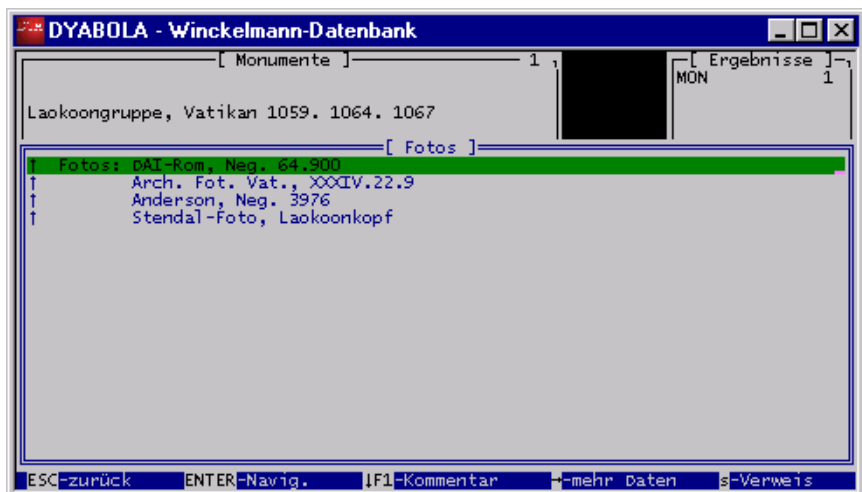 DYABOLA - Winckelmann-Datenbank
[ Monumente ] 1
[ Ergebnisse ]
MON 1
Laokoongruppe, Vatikan 1059. 1064. 1067
[ Fotos ]
↑ Fotos: DAI-Rom, Neg. 64.900
↑ Arch. Fot. Vat., XXXIV.22.9
↑ Anderson, Neg. 3976
↑ Stendal-Foto, Laokoonkopf
ESC-zurück ENTER-Navig. ↓F1-Kommentar →-mehr Daten s-Verweis